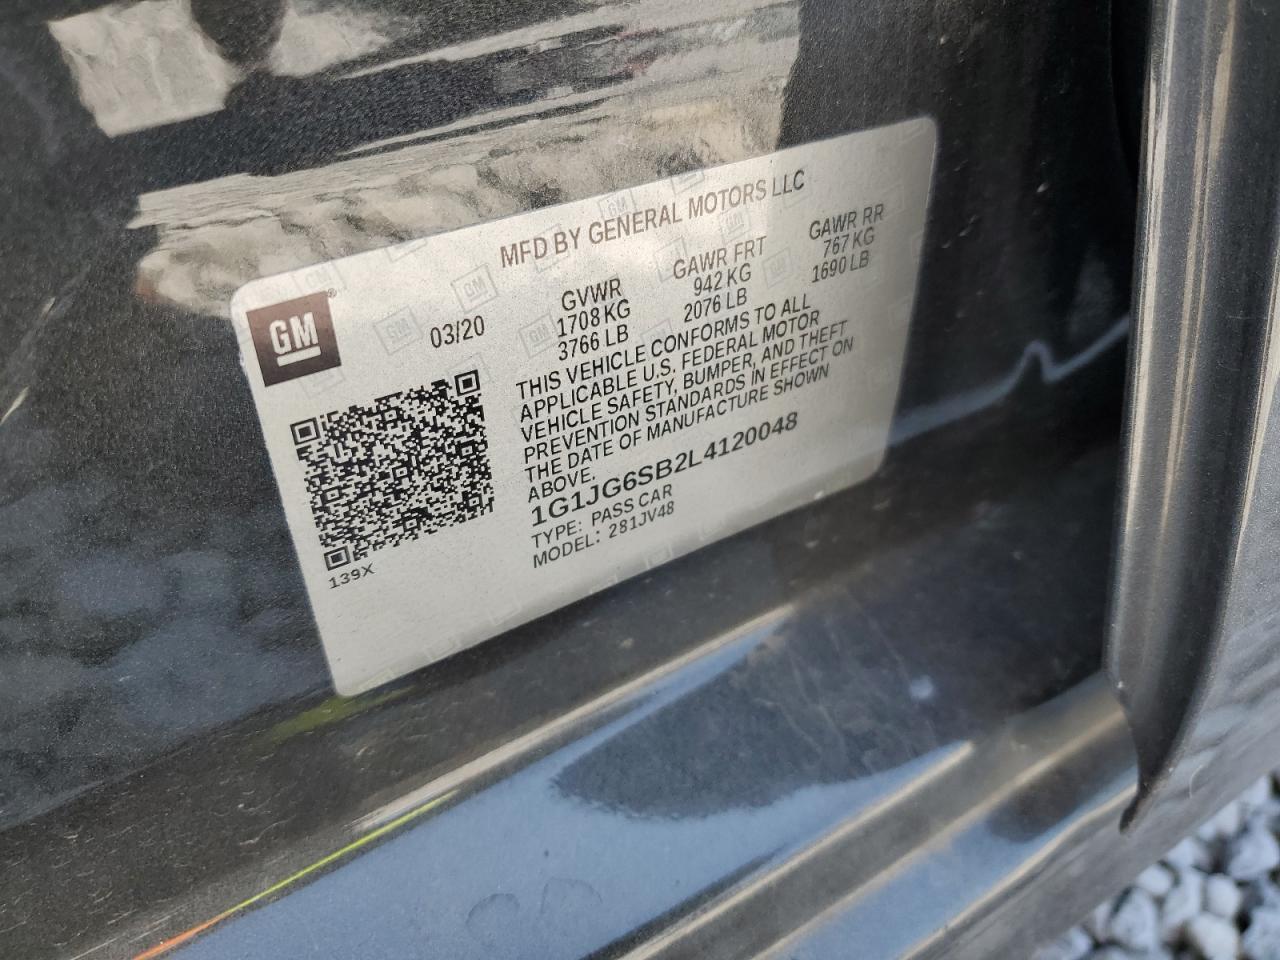 MFD BY GENERAL MOTORS LLC
GM
03/20
GVWR
1708 KG
3766 LB
GAWR FRT
942 KG
2076 LB
GAWR RR
767 KG
1690 LB
THIS VEHICLE CONFORMS TO ALL
APPLICABLE U.S. FEDERAL MOTOR
VEHICLE SAFETY, BUMPER, AND THEFT
PREVENTION STANDARDS IN EFFECT ON
THE DATE OF MANUFACTURE SHOWN
ABOVE.
1G1JG6SB2L4120048
TYPE: PASS CAR
MODEL: 281JV48
139X